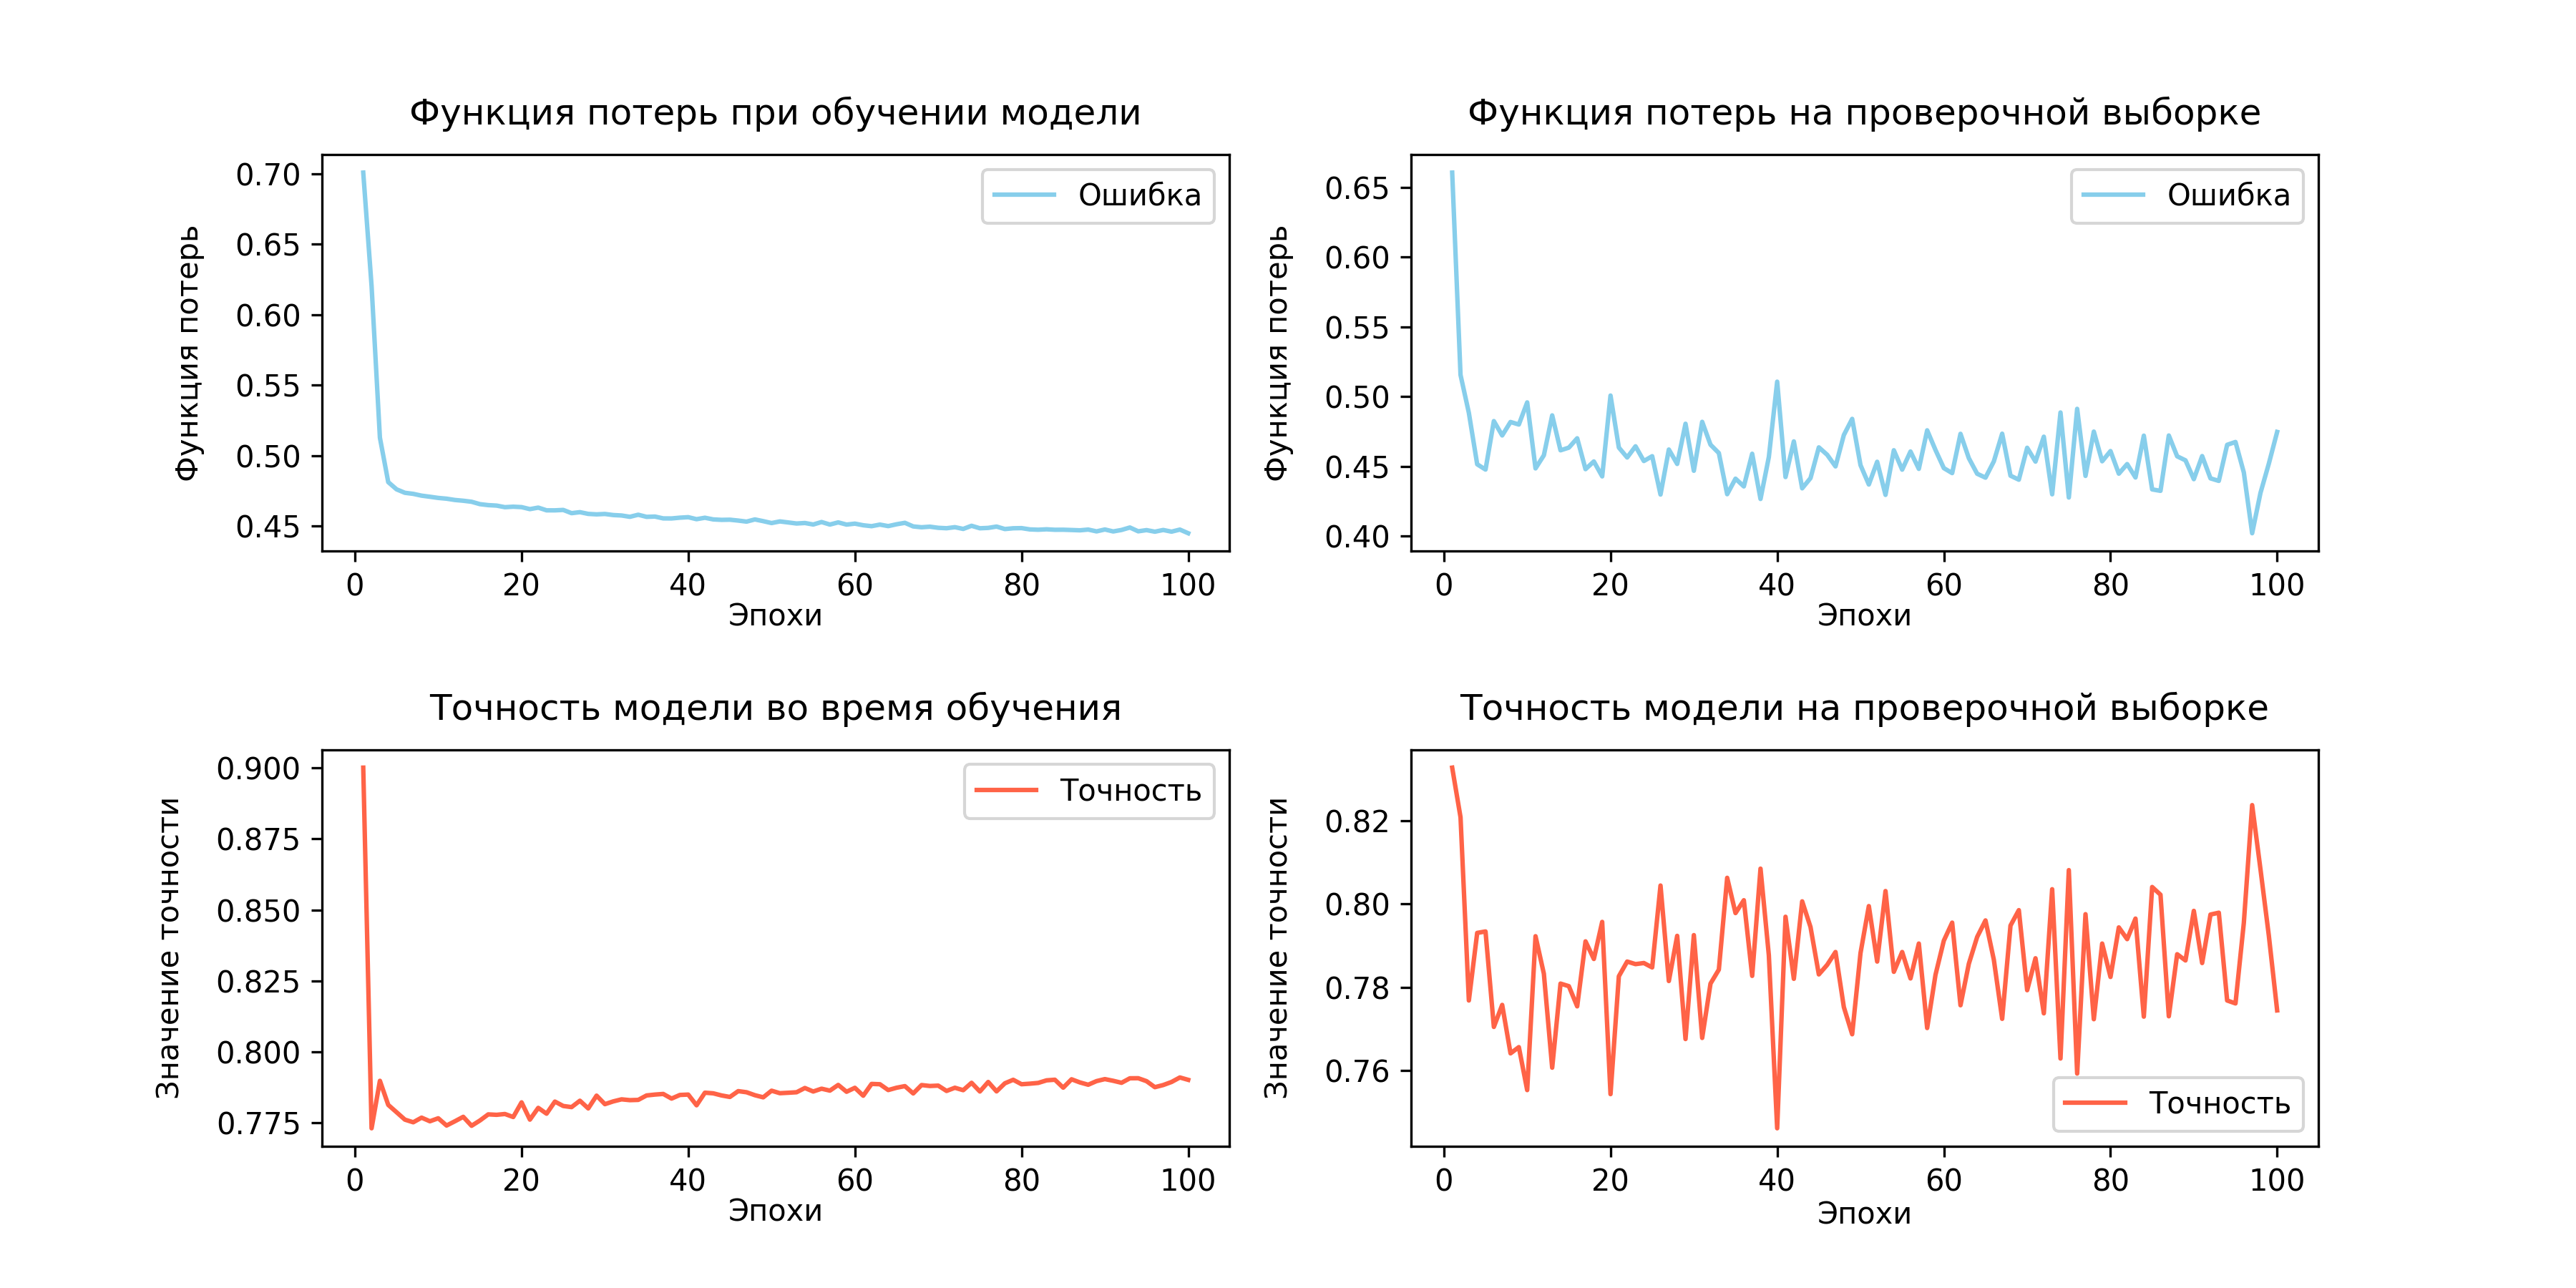 Функция потерь при обучении модели
Функция потерь
0.70
0.65
0.60
0.55
0.50
0.45
Ошибка
0 20 40 60 80 100
Эпохи
Функция потерь на проверочной выборке
Функция потерь
0.65
0.60
0.55
0.50
0.45
0.40
Ошибка
0 20 40 60 80 100
Эпохи
Точность модели во время обучения
Значение точности
0.900
0.875
0.850
0.825
0.800
0.775
Точность
0 20 40 60 80 100
Эпохи
Точность модели на проверочной выборке
Значение точности
0.82
0.80
0.78
0.76
Точность
0 20 40 60 80 100
Эпохи